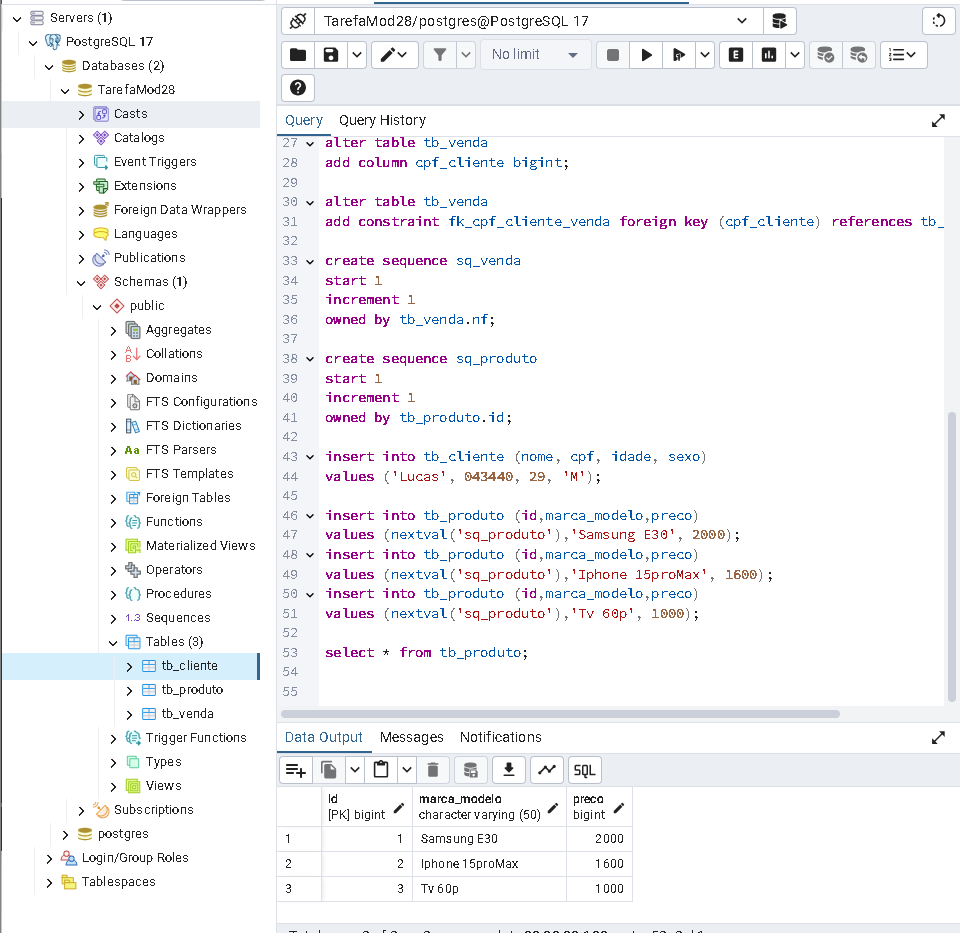 Servers (1)
PostgreSQL 17
Databases (2)
TarefaMod28
Casts
Catalogs
Event Triggers
Extensions
Foreign Data Wrappers
Languages
Publications
Schemas (1)
public
Aggregates
Collations
Domains
FTS Configurations
FTS Dictionaries
Aa FTS Parsers
FTS Templates
Foreign Tables
Functions
Materialized Views
Operators
Procedures
1.3 Sequences
Tables (3)
tb_cliente
tb_produto
tb_venda
Trigger Functions
Types
Views
Subscriptions
postgres
Login/Group Roles
Tablespaces
TarefaMod28/postgres@PostgreSQL 17
No limit
E
Query Query History
27 alter table tb_venda
28 add column cpf_cliente bigint;
29
30 alter table tb_venda
31 add constraint fk_cpf_cliente_venda foreign key (cpf_cliente) references tb_
32
33 create sequence sq_venda
34 start 1
35 increment 1
36 owned by tb_venda.nf;
37
38 create sequence sq_produto
39 start 1
40 increment 1
41 owned by tb_produto.id;
42
43 insert into tb_cliente (nome, cpf, idade, sexo)
44 values ('Lucas', 043440, 29, 'M');
45
46 insert into tb_produto (id,marca_modelo,preco)
47 values (nextval('sq_produto'),'Samsung E30', 2000);
48 insert into tb_produto (id,marca_modelo,preco)
49 values (nextval('sq_produto'),'Iphone 15proMax', 1600);
50 insert into tb_produto (id,marca_modelo,preco)
51 values (nextval('sq_produto'),'Tv 60p', 1000);
52
53 select * from tb_produto;
54
55
Data Output Messages Notifications
SQL
id marca_modelo preco
[PK] bigint character varying (50) bigint
1 1 Samsung E30 2000
2 2 Iphone 15proMax 1600
3 3 Tv 60p 1000